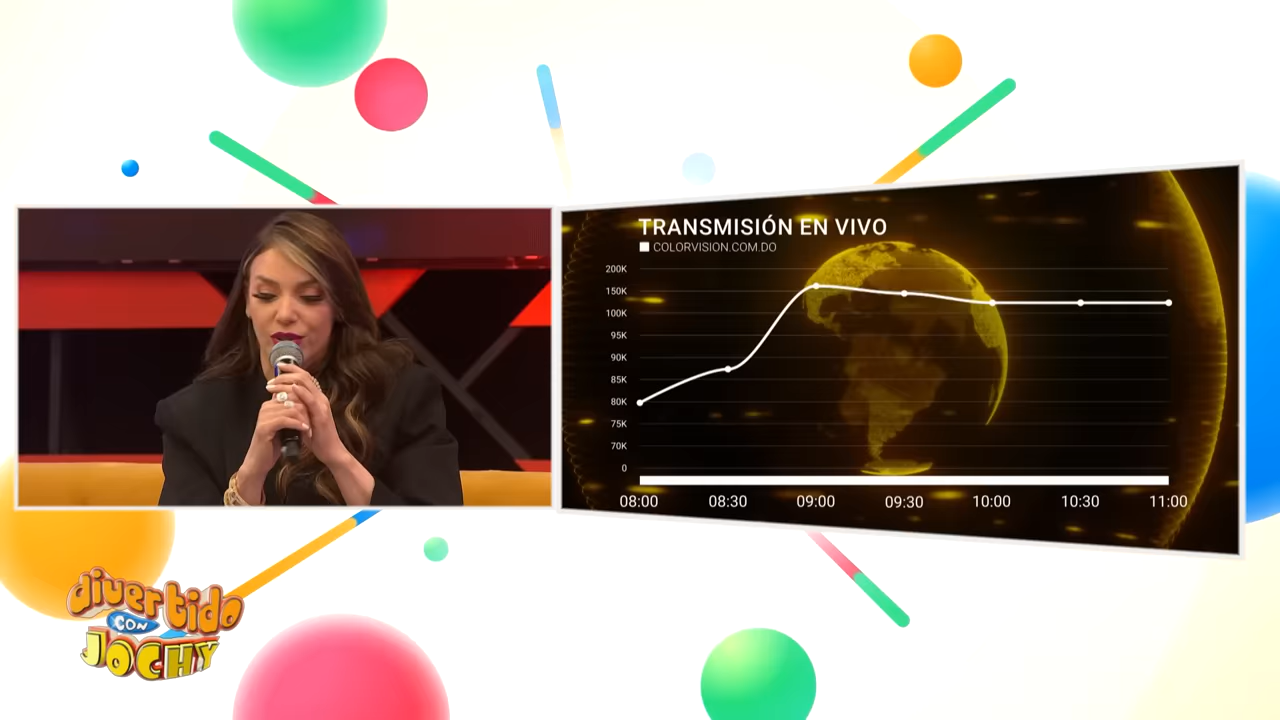 TRANSMISIÓN EN VIVO
COLORVISION.COM.DO
200K
150K
100K
95K
90K
85K
80K
75K
70K
0
08:00 08:30 09:00 09:30 10:00 10:30 11:00
divertido
CON
JOCHY